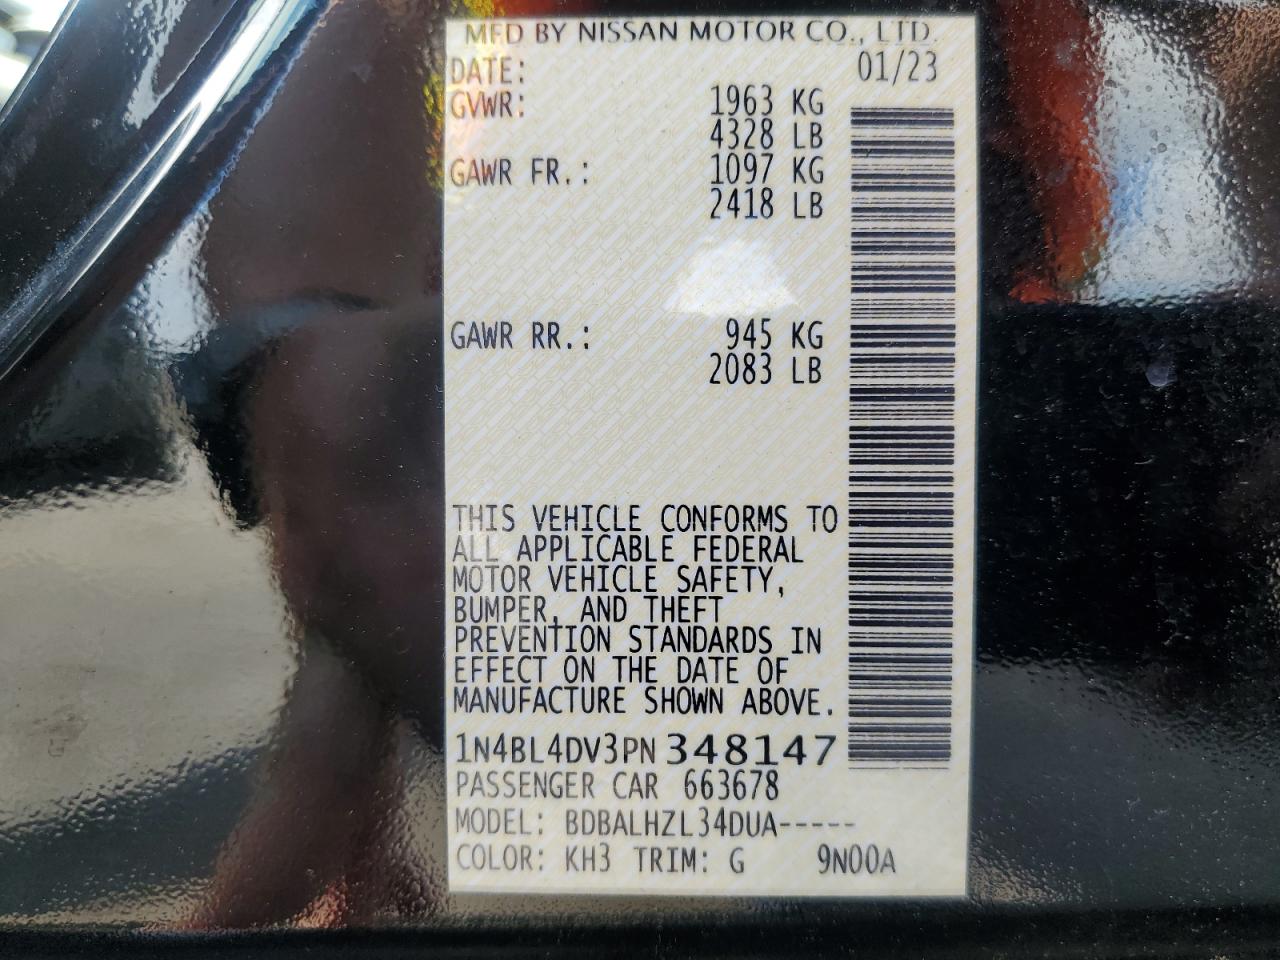 MFD BY NISSAN MOTOR CO., LTD.
DATE: 01/23
GVWR: 1963 KG
4328 LB
GAWR FR.: 1097 KG
2418 LB
GAWR RR.: 945 KG
2083 LB
THIS VEHICLE CONFORMS TO
ALL APPLICABLE FEDERAL
MOTOR VEHICLE SAFETY,
BUMPER, AND THEFT
PREVENTION STANDARDS IN
EFFECT ON THE DATE OF
MANUFACTURE SHOWN ABOVE.
1N4BL4DV3PN348147
PASSENGER CAR 663678
MODEL: BDBALHZL34DUA-----
COLOR: KH3 TRIM: G 9N00A